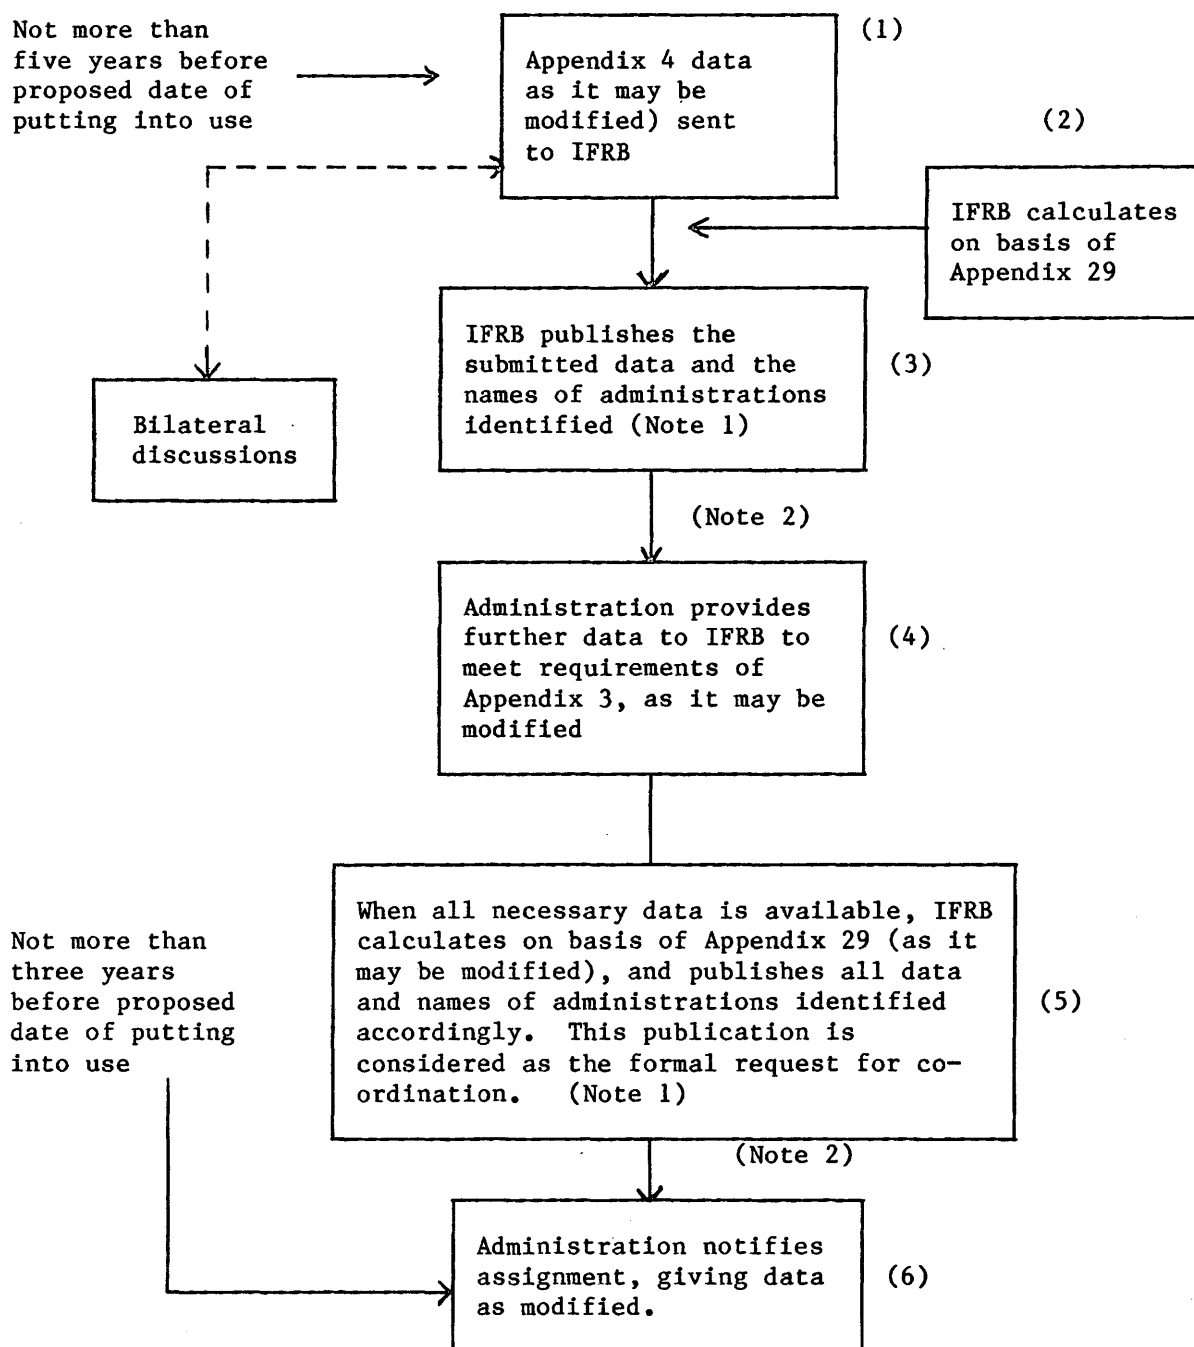 Not more than
five years before
proposed date of
putting into use
(1)
Appendix 4 data
as it may be
modified) sent
to IFRB
(2)
IFRB calculates
on basis of
Appendix 29
IFRB publishes the
submitted data and the
names of administrations
identified (Note 1)
(3)
Bilateral
discussions
(Note 2)
Administration provides
further data to IFRB to
meet requirements of
Appendix 3, as it may be
modified
(4)
When all necessary data is available, IFRB
calculates on basis of Appendix 29 (as it
may be modified), and publishes all data
and names of administrations identified
accordingly. This publication is
considered as the formal request for co-
ordination. (Note 1)
(5)
Not more than
three years
before proposed
date of putting
into use
(Note 2)
Administration notifies
assignment, giving data
as modified.
(6)